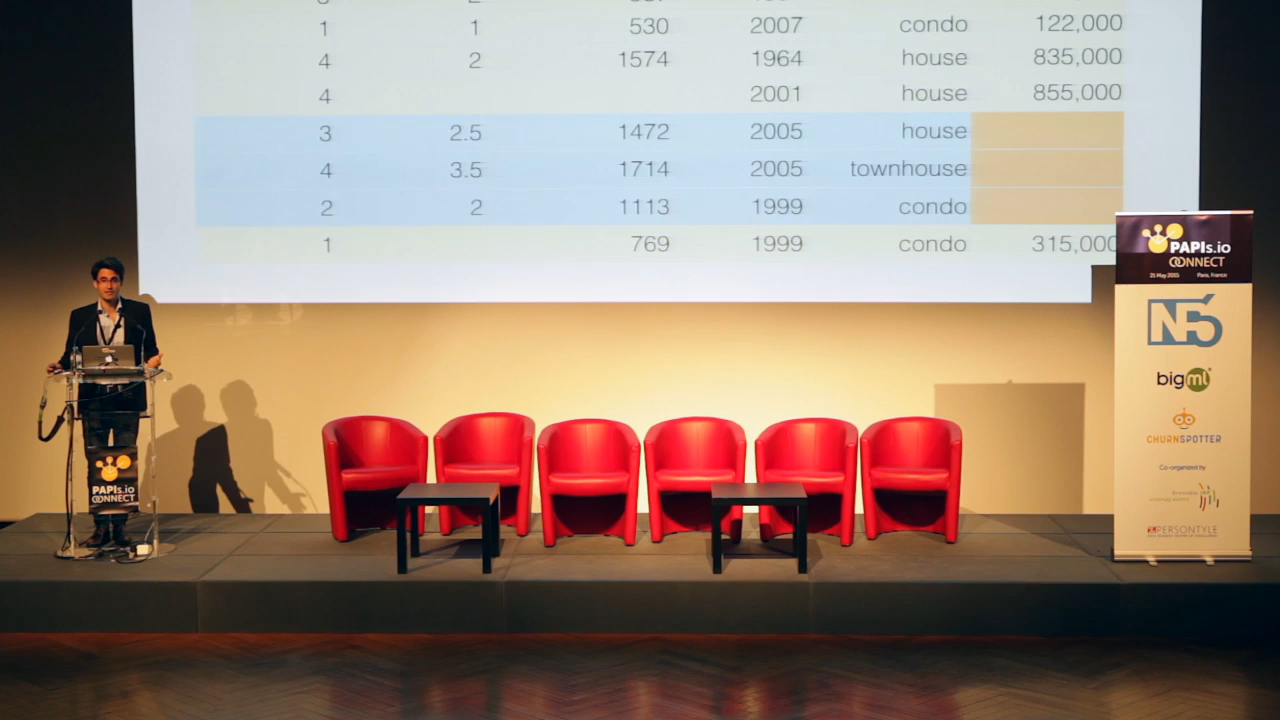 1 1 530 2007 condo 122,000
4 2 1574 1964 house 835,000
4 2001 house 855,000
3 2.5 1472 2005 house
4 3.5 1714 2005 townhouse
2 2 1113 1999 condo
1 769 1999 condo 315,000
PAPIs.io
CONNECT
21 May 2015 Paris, France
N5
bigml
CHURNSPOTTER
Co-organized by
PERSONTYLE
PAPIs.io
CONNECT